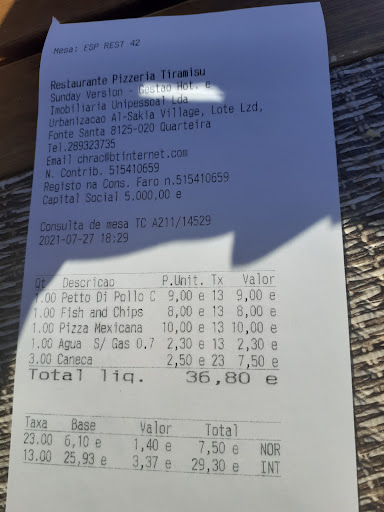 Mesa: ESP REST 42
Restaurante Pizzeria Tiramisu
Sunday Version - Gestao Hot. e
Imobiliaria Unipessoal Lda
Urbanizacao Al-Sakia Village, Lote Lzd,
Fonte Santa 8125-020 Quarteira
Tel.289323735
Email chrac@btinternet.com
N. Contrib. 515410659
Registo na Cons. Faro n.515410659
Capital Social 5.000,00 e
Consulta de mesa TC A211/14529
2021-07-27 18:29
Qt Descricao P.Unit. Tx Valor
1.00 Petto Di Pollo C 9,00 e 13 9,00 e
1.00 Fish and Chips 8,00 e 13 8,00 e
1.00 Pizza Mexicana 10,00 e 13 10,00 e
1.00 Agua S/ Gas 0.7 2,30 e 13 2,30 e
3.00 Caneca 2,50 e 23 7,50 e
Total liq. 36,80 e
Taxa Base Valor Total
23.00 6,10 e 1,40 e 7,50 e NOR
13.00 25,93 e 3,37 e 29,30 e INT